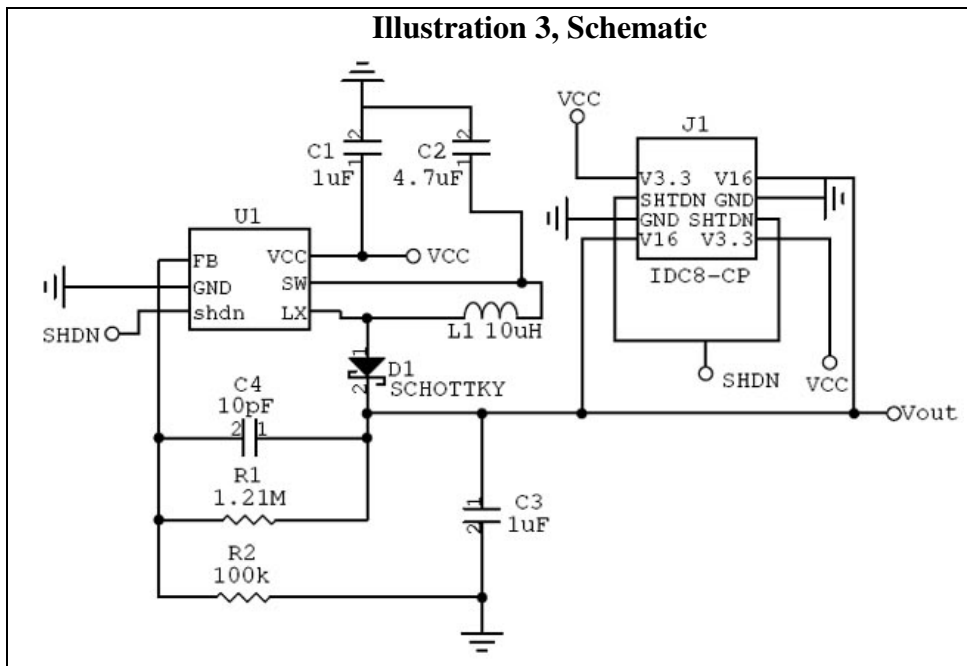 Illustration 3, Schematic
VCC
J1
C1
1uF
2
1
C2
4.7uF
2
1
V3.3 V16
SHTDN GND
GND SHTDN
V16 V3.3
IDC8-CP
U1
FB VCC
GND SW
shdn LX
VCC
SHDN
L1 10uH
SHDN
VCC
1
D1
2
SCHOTTKY
C4
10pF
2 1
Vout
R1
1.21M
1
C3
2
1uF
R2
100k